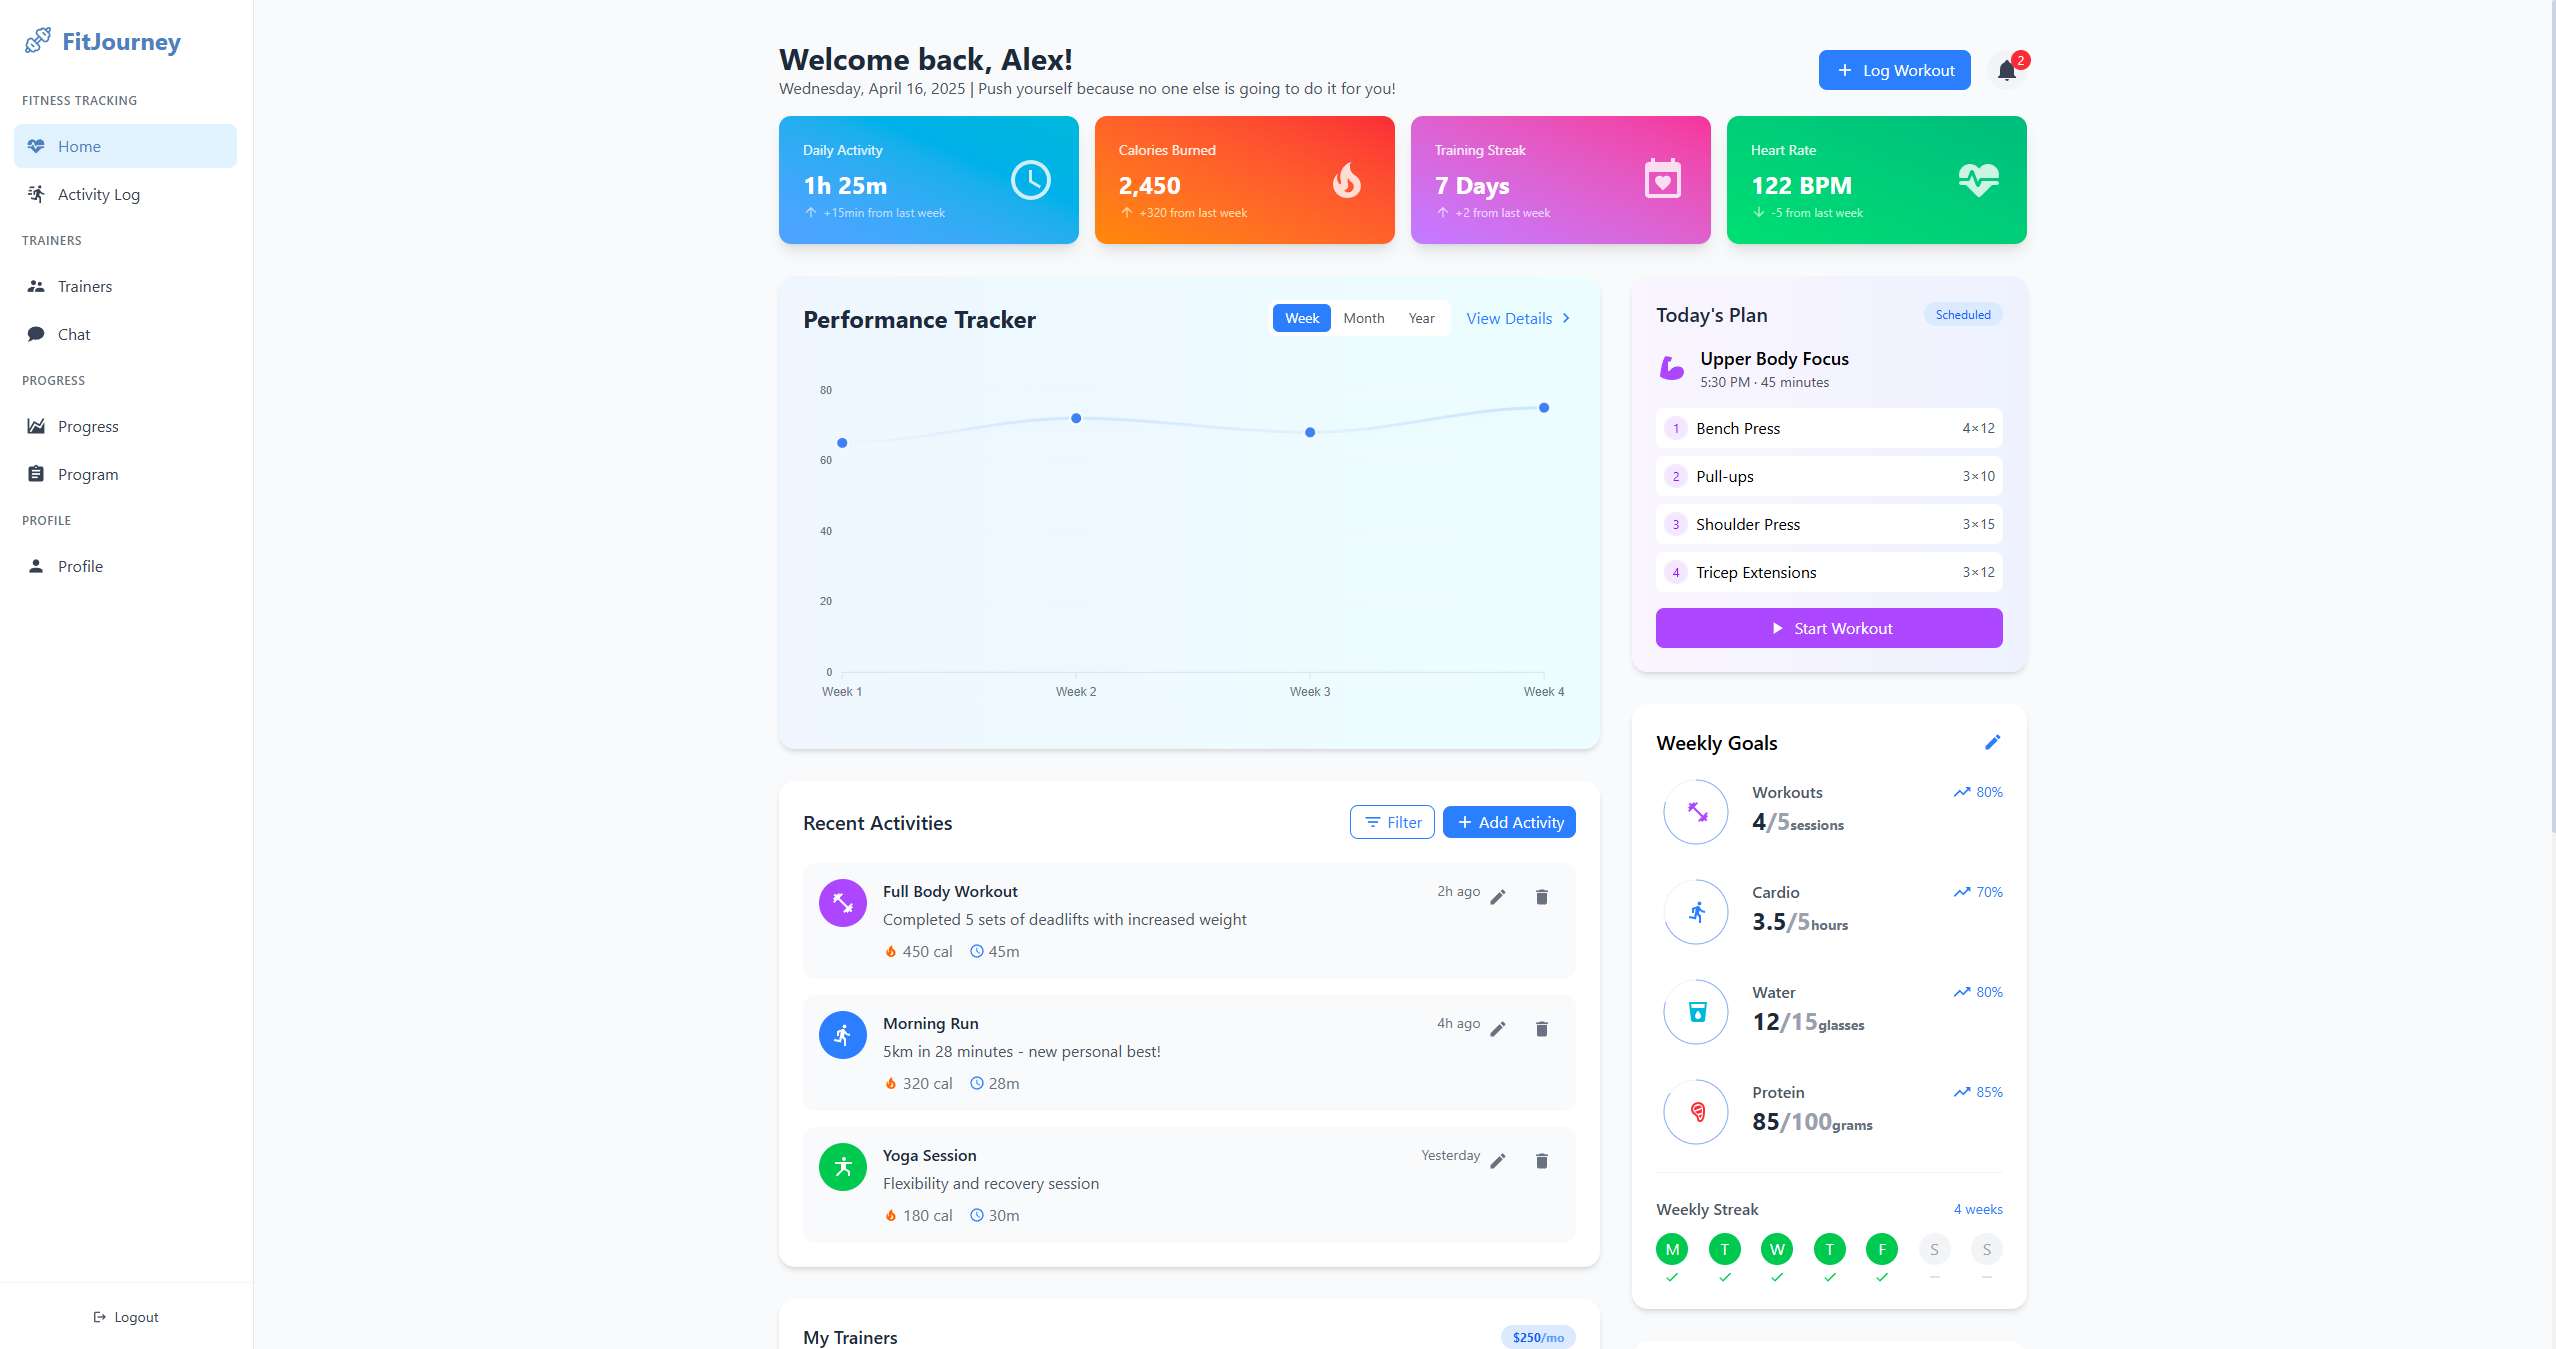 FitJourney
FITNESS TRACKING
Home
Activity Log
TRAINERS
Trainers
Chat
PROGRESS
Progress
Program
PROFILE
Profile
Logout
Welcome back, Alex!
Wednesday, April 16, 2025 | Push yourself because no one else is going to do it for you!
Log Workout
2
Daily Activity
1h 25m
+15min from last week
Calories Burned
2,450
+320 from last week
Training Streak
7 Days
+2 from last week
Heart Rate
122 BPM
-5 from last week
Performance Tracker
Week Month Year View Details
80
60
40
20
0
Week 1 Week 2 Week 3 Week 4
Recent Activities
Filter
Add Activity
Full Body Workout 2h ago
Completed 5 sets of deadlifts with increased weight
450 cal 45m
Morning Run 4h ago
5km in 28 minutes - new personal best!
320 cal 28m
Yoga Session Yesterday
Flexibility and recovery session
180 cal 30m
My Trainers $250/mo
Today's Plan Scheduled
Upper Body Focus
5:30 PM · 45 minutes
1 Bench Press 4×12
2 Pull-ups 3×10
3 Shoulder Press 3×15
4 Tricep Extensions 3×12
Start Workout
Weekly Goals
Workouts 80%
4/5sessions
Cardio 70%
3.5/5hours
Water 80%
12/15glasses
Protein 85%
85/100grams
Weekly Streak 4 weeks
M T W T F S S